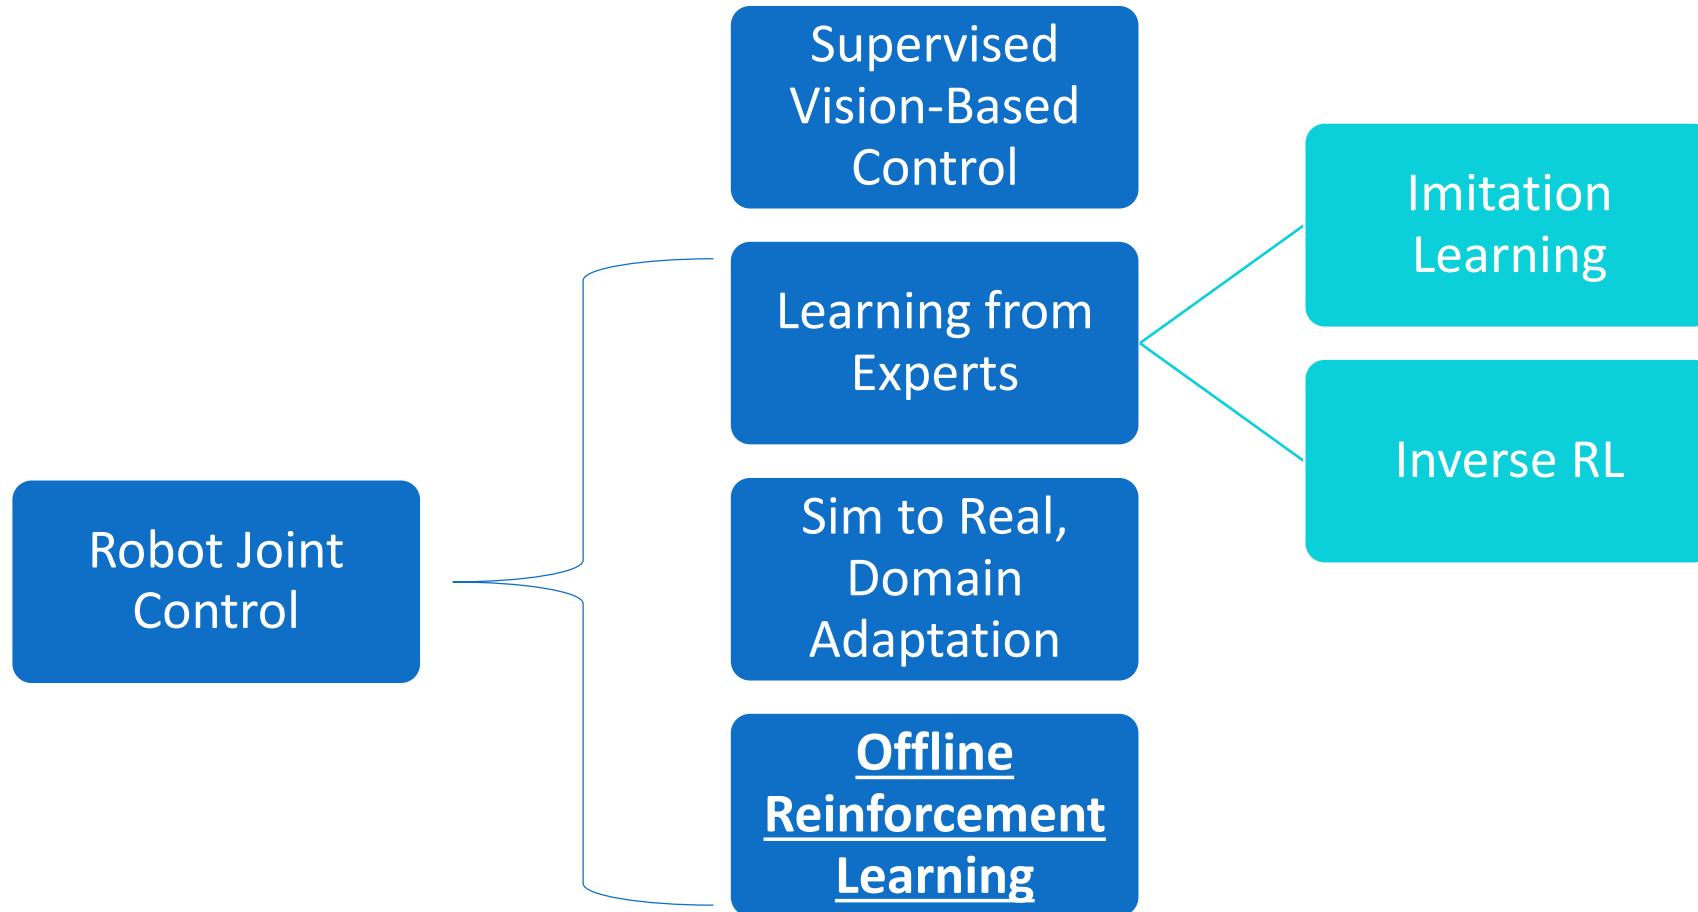 Supervised
Vision-Based
Control
Learning from
Experts
Imitation
Learning
Inverse RL
Robot Joint
Control
Sim to Real,
Domain
Adaptation
Offline
Reinforcement
Learning